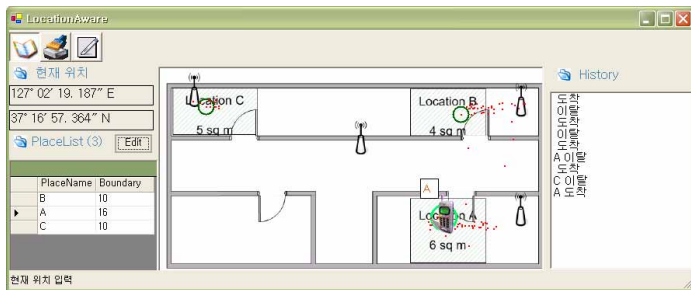 LocationAware
현재 위치
127° 02' 19. 187" E
37° 16' 57. 364" N
PlaceList (3)
Edit
PlaceName Boundary
B 10
A 16
C 10
현재 위치 입력
Location C
5 sq m
Location B
4 sq m
A
Location A
6 sq m
History
도착
이탈
도착
이탈
도착
A 이탈
도착
C 이탈
A 도착